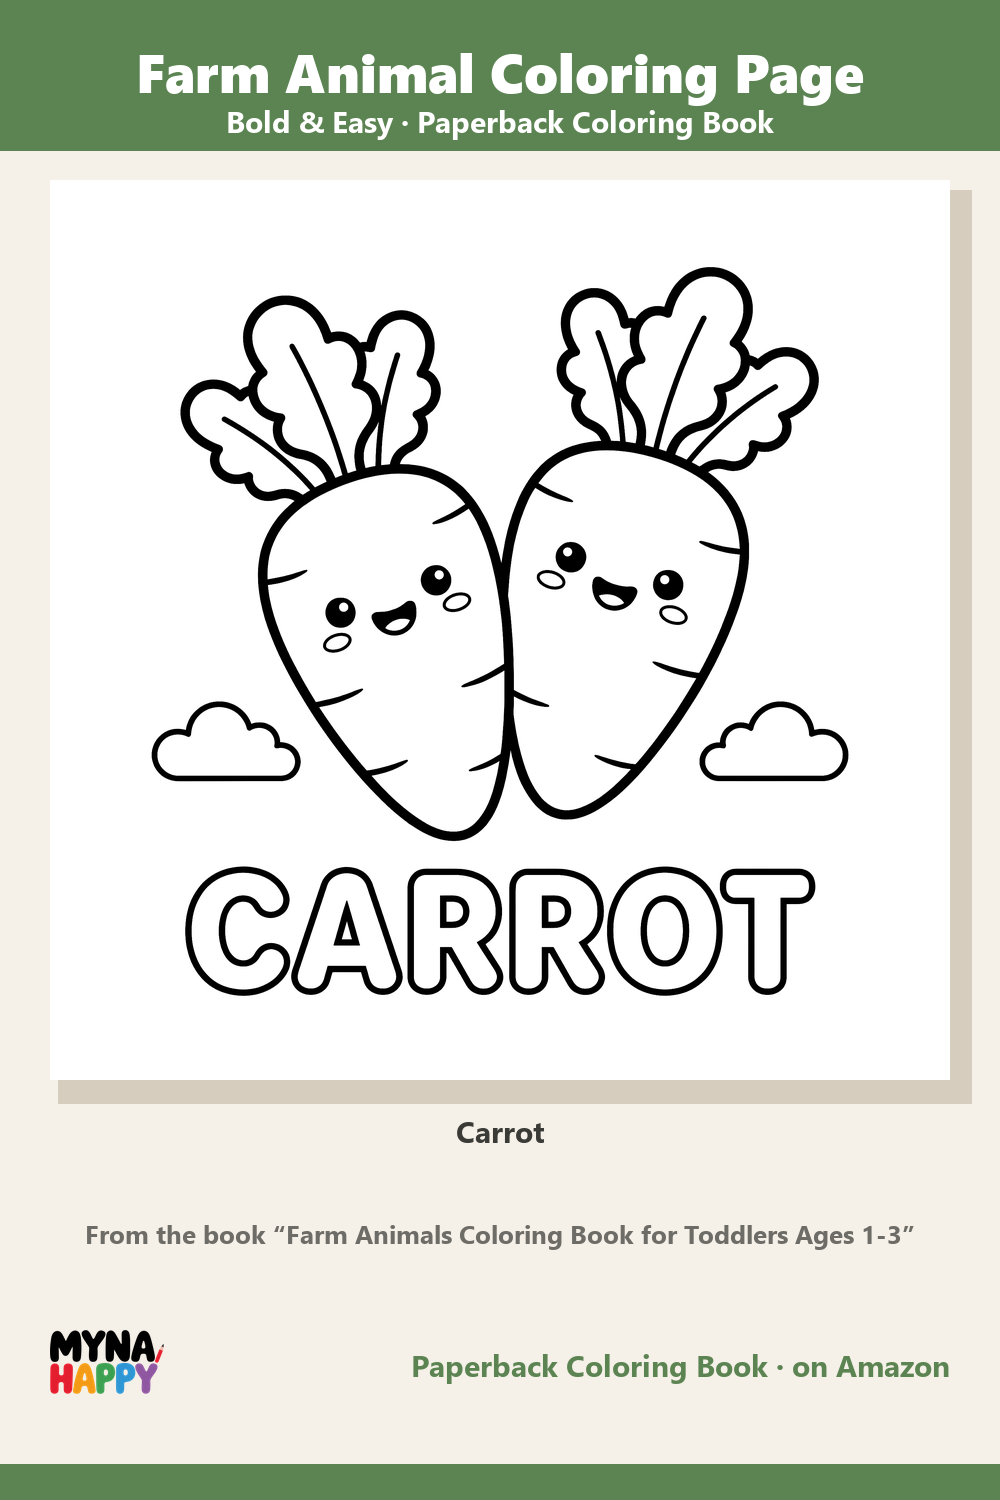 Farm Animal Coloring Page
Bold & Easy · Paperback Coloring Book
CARROT
Carrot
From the book “Farm Animals Coloring Book for Toddlers Ages 1-3”
MYNA
HAPPY
Paperback Coloring Book · on Amazon